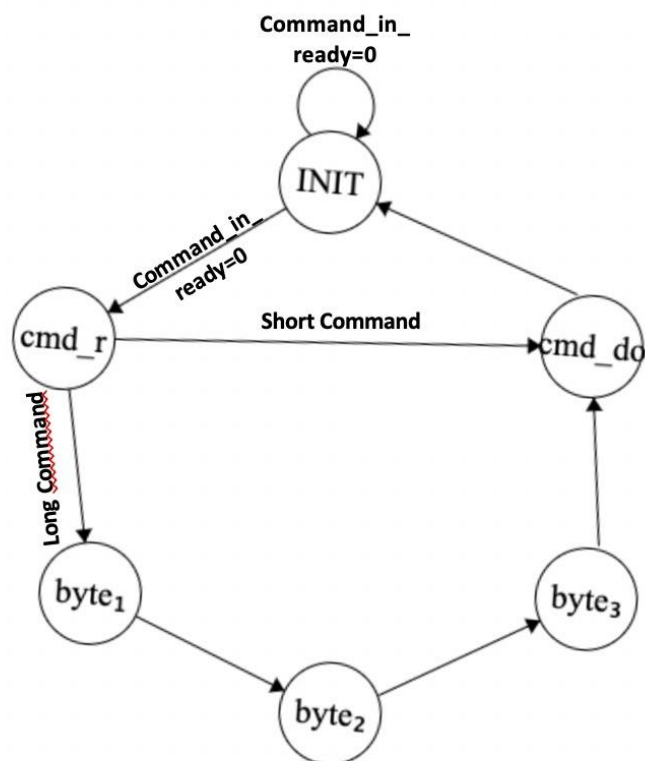 Command_in_
ready=0
INIT
Command_in_
ready=0
cmd_r
Short Command
cmd_do
Long Command
byte₁
byte₃
byte₂